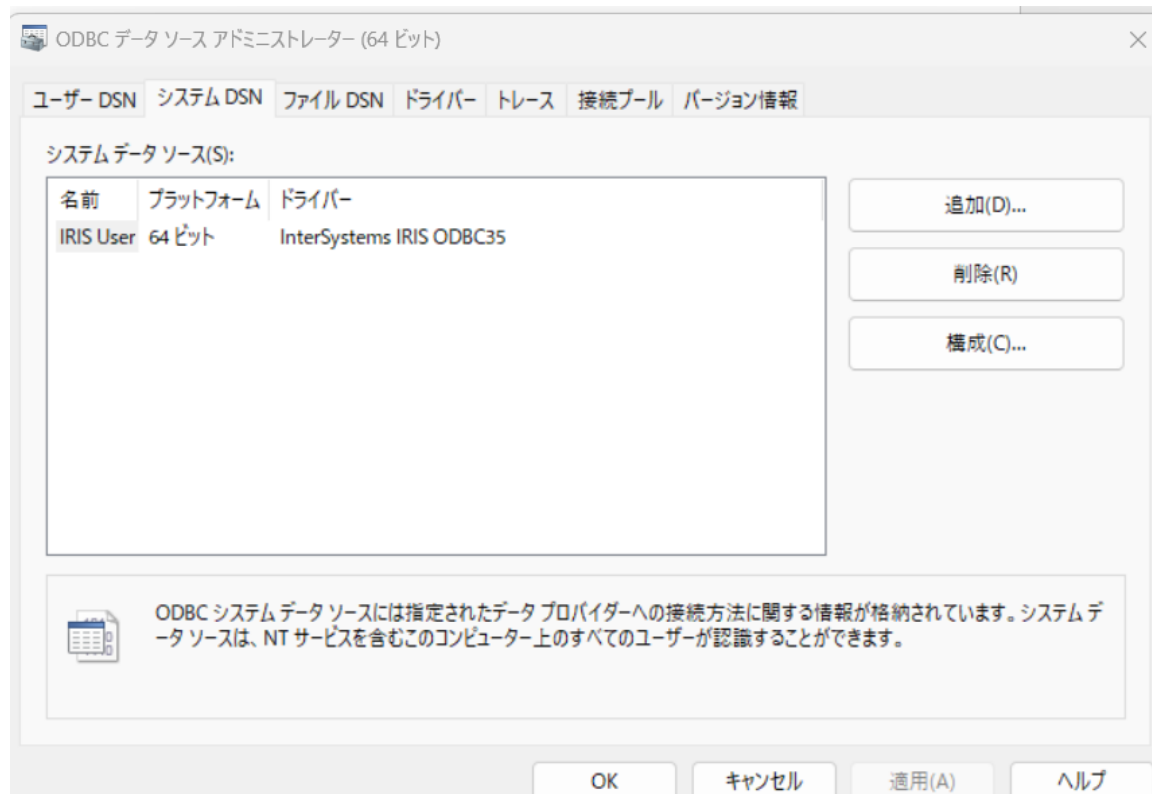 ODBC データ ソース アドミニストレーター (64 ビット)
ユーザー DSN システム DSN ファイル DSN ドライバー トレース 接続プール バージョン情報
システム データ ソース(S):
名前 プラットフォーム ドライバー
IRIS User 64 ビット InterSystems IRIS ODBC35
追加(D)...
削除(R)
構成(C)...
ODBC システム データ ソースには指定されたデータ プロバイダーへの接続方法に関する情報が格納されています。システム デ
ータ ソースは、NT サービスを含むこのコンピューター上のすべてのユーザーが認識することができます。
OK キャンセル 適用(A) ヘルプ